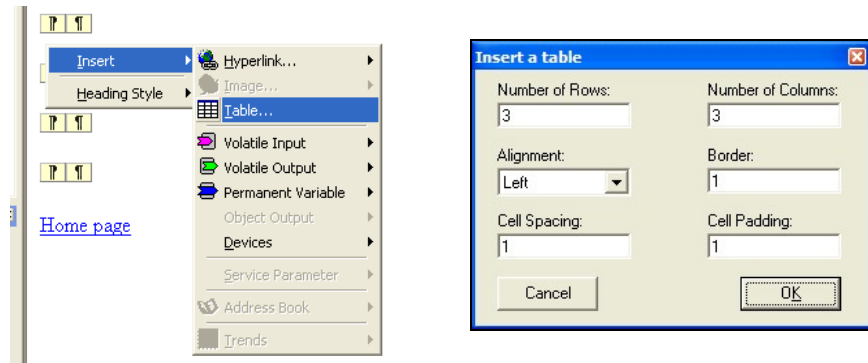 Insert
Heading Style
Home page
Hyperlink...
Image...
Table...
Volatile Input
Volatile Output
Permanent Variable
Object Output
Devices
Service Parameter
Address Book
Trends
Insert a table
Number of Rows:
Number of Columns:
3
3
Alignment:
Border:
Left
1
Cell Spacing:
Cell Padding:
1
1
Cancel
OK